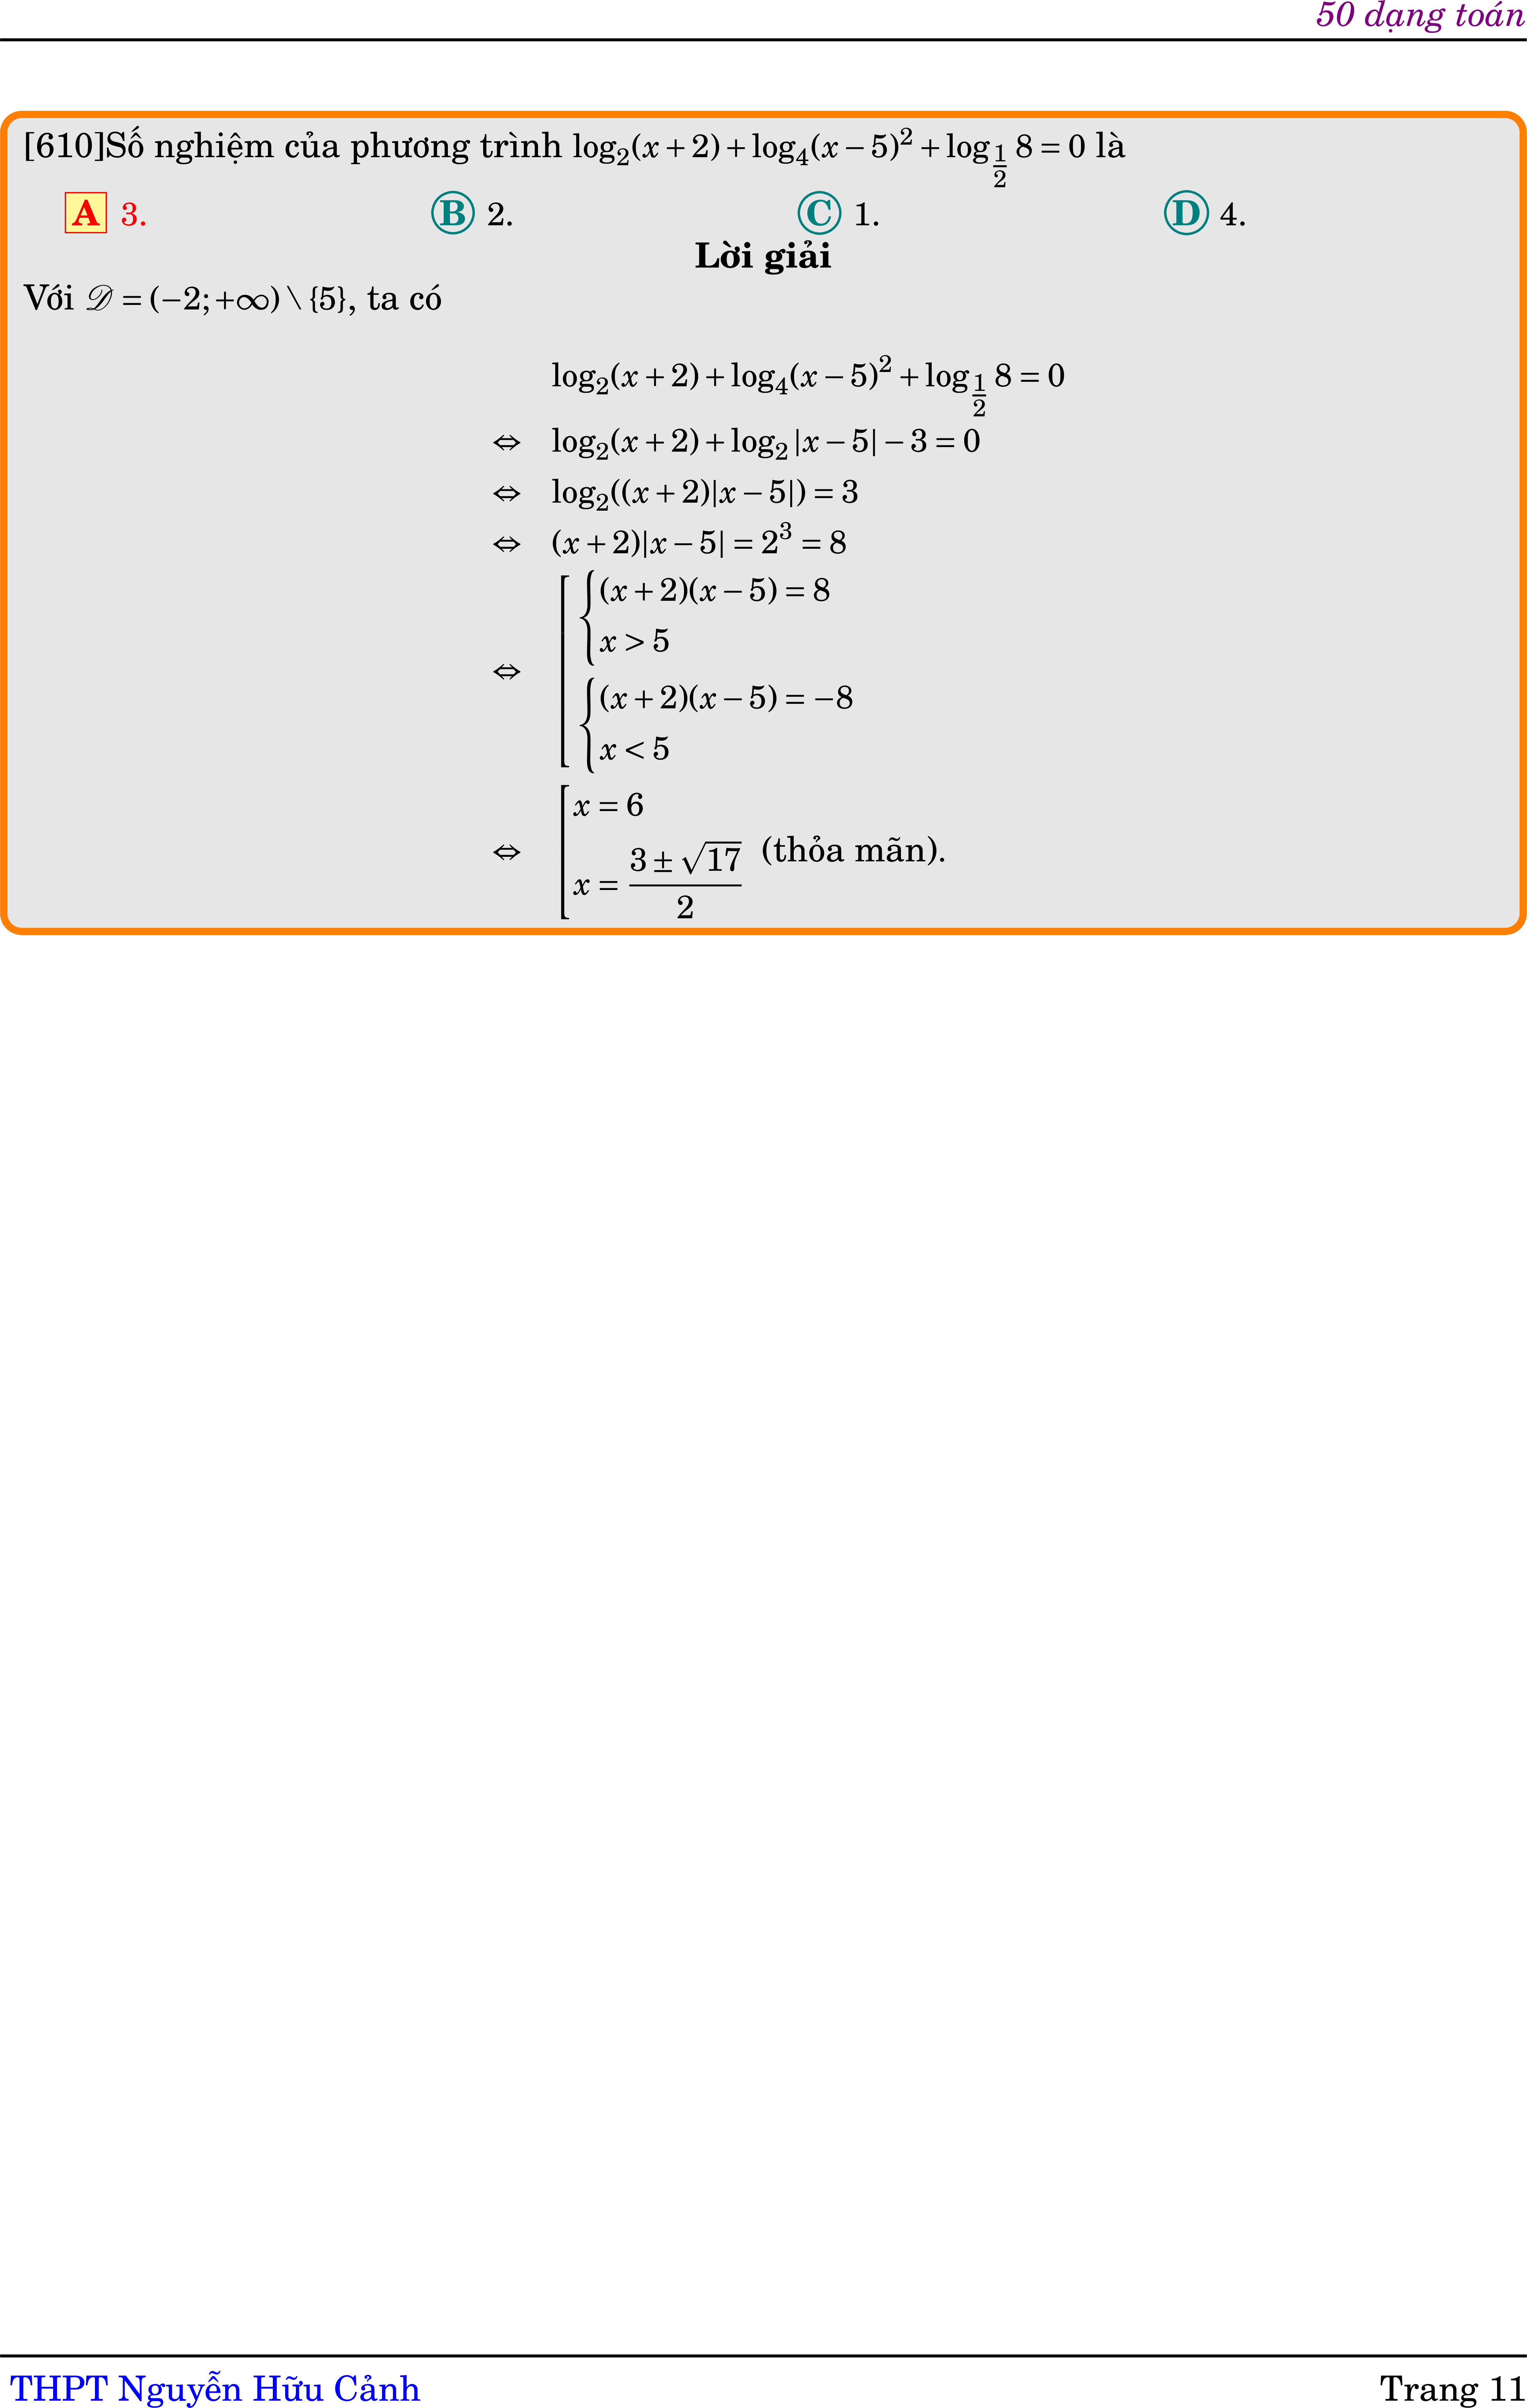 50 dạng toán
[610]Số nghiệm của phương trình $\log_2(x+2)+\log_4(x-5)^2+\log_{\frac{1}{2}}8=0$ là
A 3. B 2. C 1. D 4.
Lời giải
Với $\mathscr{D}=(-2;+\infty)\setminus\{5\}$, ta có
$\log_2(x+2)+\log_4(x-5)^2+\log_{\frac{1}{2}}8=0$
$\Leftrightarrow \log_2(x+2)+\log_2|x-5|-3=0$
$\Leftrightarrow \log_2((x+2)|x-5|)=3$
$\Leftrightarrow (x+2)|x-5|=2^3=8$
$\Leftrightarrow \left[\begin{array}{l}\begin{cases}(x+2)(x-5)=8\\x>5\end{cases}\\\begin{cases}(x+2)(x-5)=-8\\x<5\end{cases}\end{array}\right.$
$\Leftrightarrow \left[\begin{array}{l}x=6\\x=\dfrac{3\pm\sqrt{17}}{2}\end{array}\right.$ (thỏa mãn).
THPT Nguyễn Hữu Cảnh Trang 11